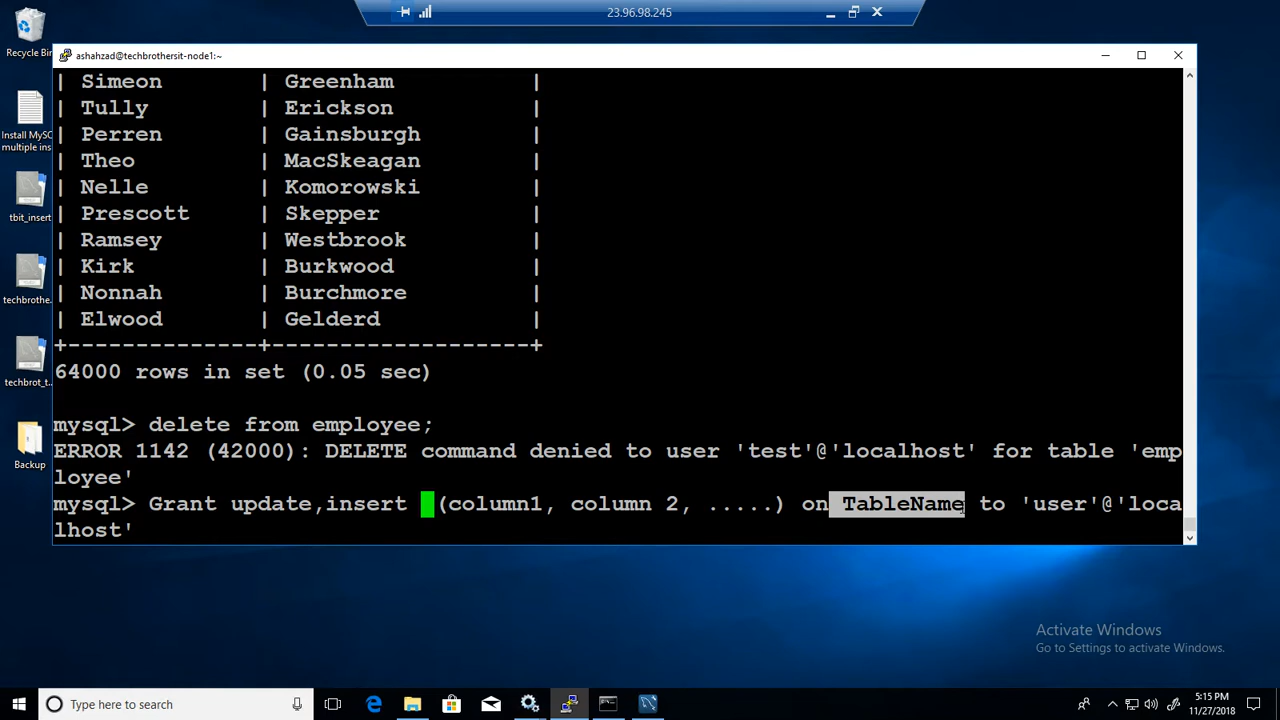 23.96.98.245
Recycle Bin
ashahzad@techbrothersit-node1:~
| Simeon | Greenham |
| Tully | Erickson |
| Perren | Gainsburgh |
| Theo | MacSkeagan |
| Nelle | Komorowski |
| Prescott | Skepper |
| Ramsey | Westbrook |
| Kirk | Burkwood |
| Nonnah | Burchmore |
| Elwood | Gelderd |
+--------------+-------------------+
64000 rows in set (0.05 sec)
mysql> delete from employee;
ERROR 1142 (42000): DELETE command denied to user 'test'@'localhost' for table 'emp
loyee'
mysql> Grant update,insert (column1, column 2, .....) on TableName to 'user'@'loca
lhost'
Install MySC
multiple ins
tbit_insert
techbrothe.
techbrot_t...
Backup
Activate Windows
Go to Settings to activate Windows.
Type here to search
5:15 PM
11/27/2018